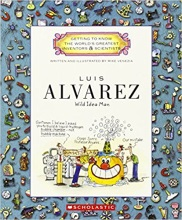 GETTING TO KNOW
THE WORLD'S GREATEST
INVENTORS & SCIENTISTS
WRITTEN AND ILLUSTRATED BY MIKE VENEZIA
LUIS
ALVAREZ
Wild Idea Man
SCHOLASTIC